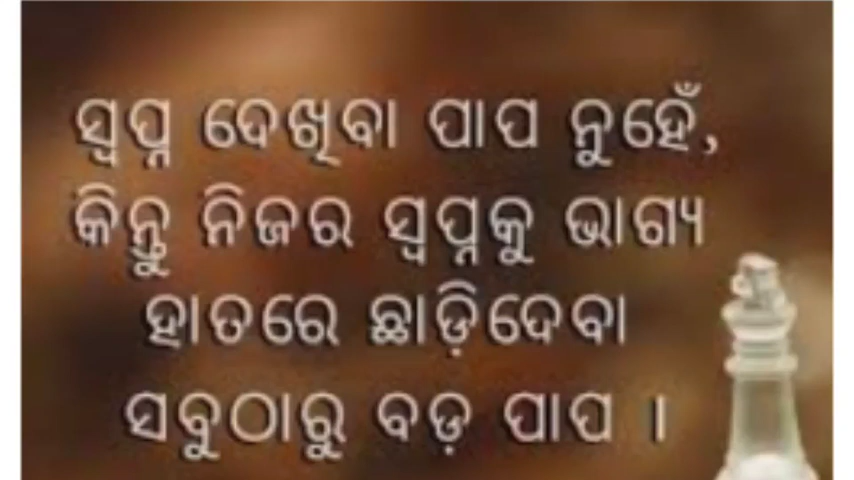 ସ୍ୱପ୍ନ ଦେଖିବା ପାପ ନୁହେଁ,
କିନ୍ତୁ ନିଜର ସ୍ୱପ୍ନକୁ ଭାଗ୍ୟ
ହାତରେ ଛାଡ଼ିଦେବା
ସବୁଠାରୁ ବଡ଼ ପାପ ।